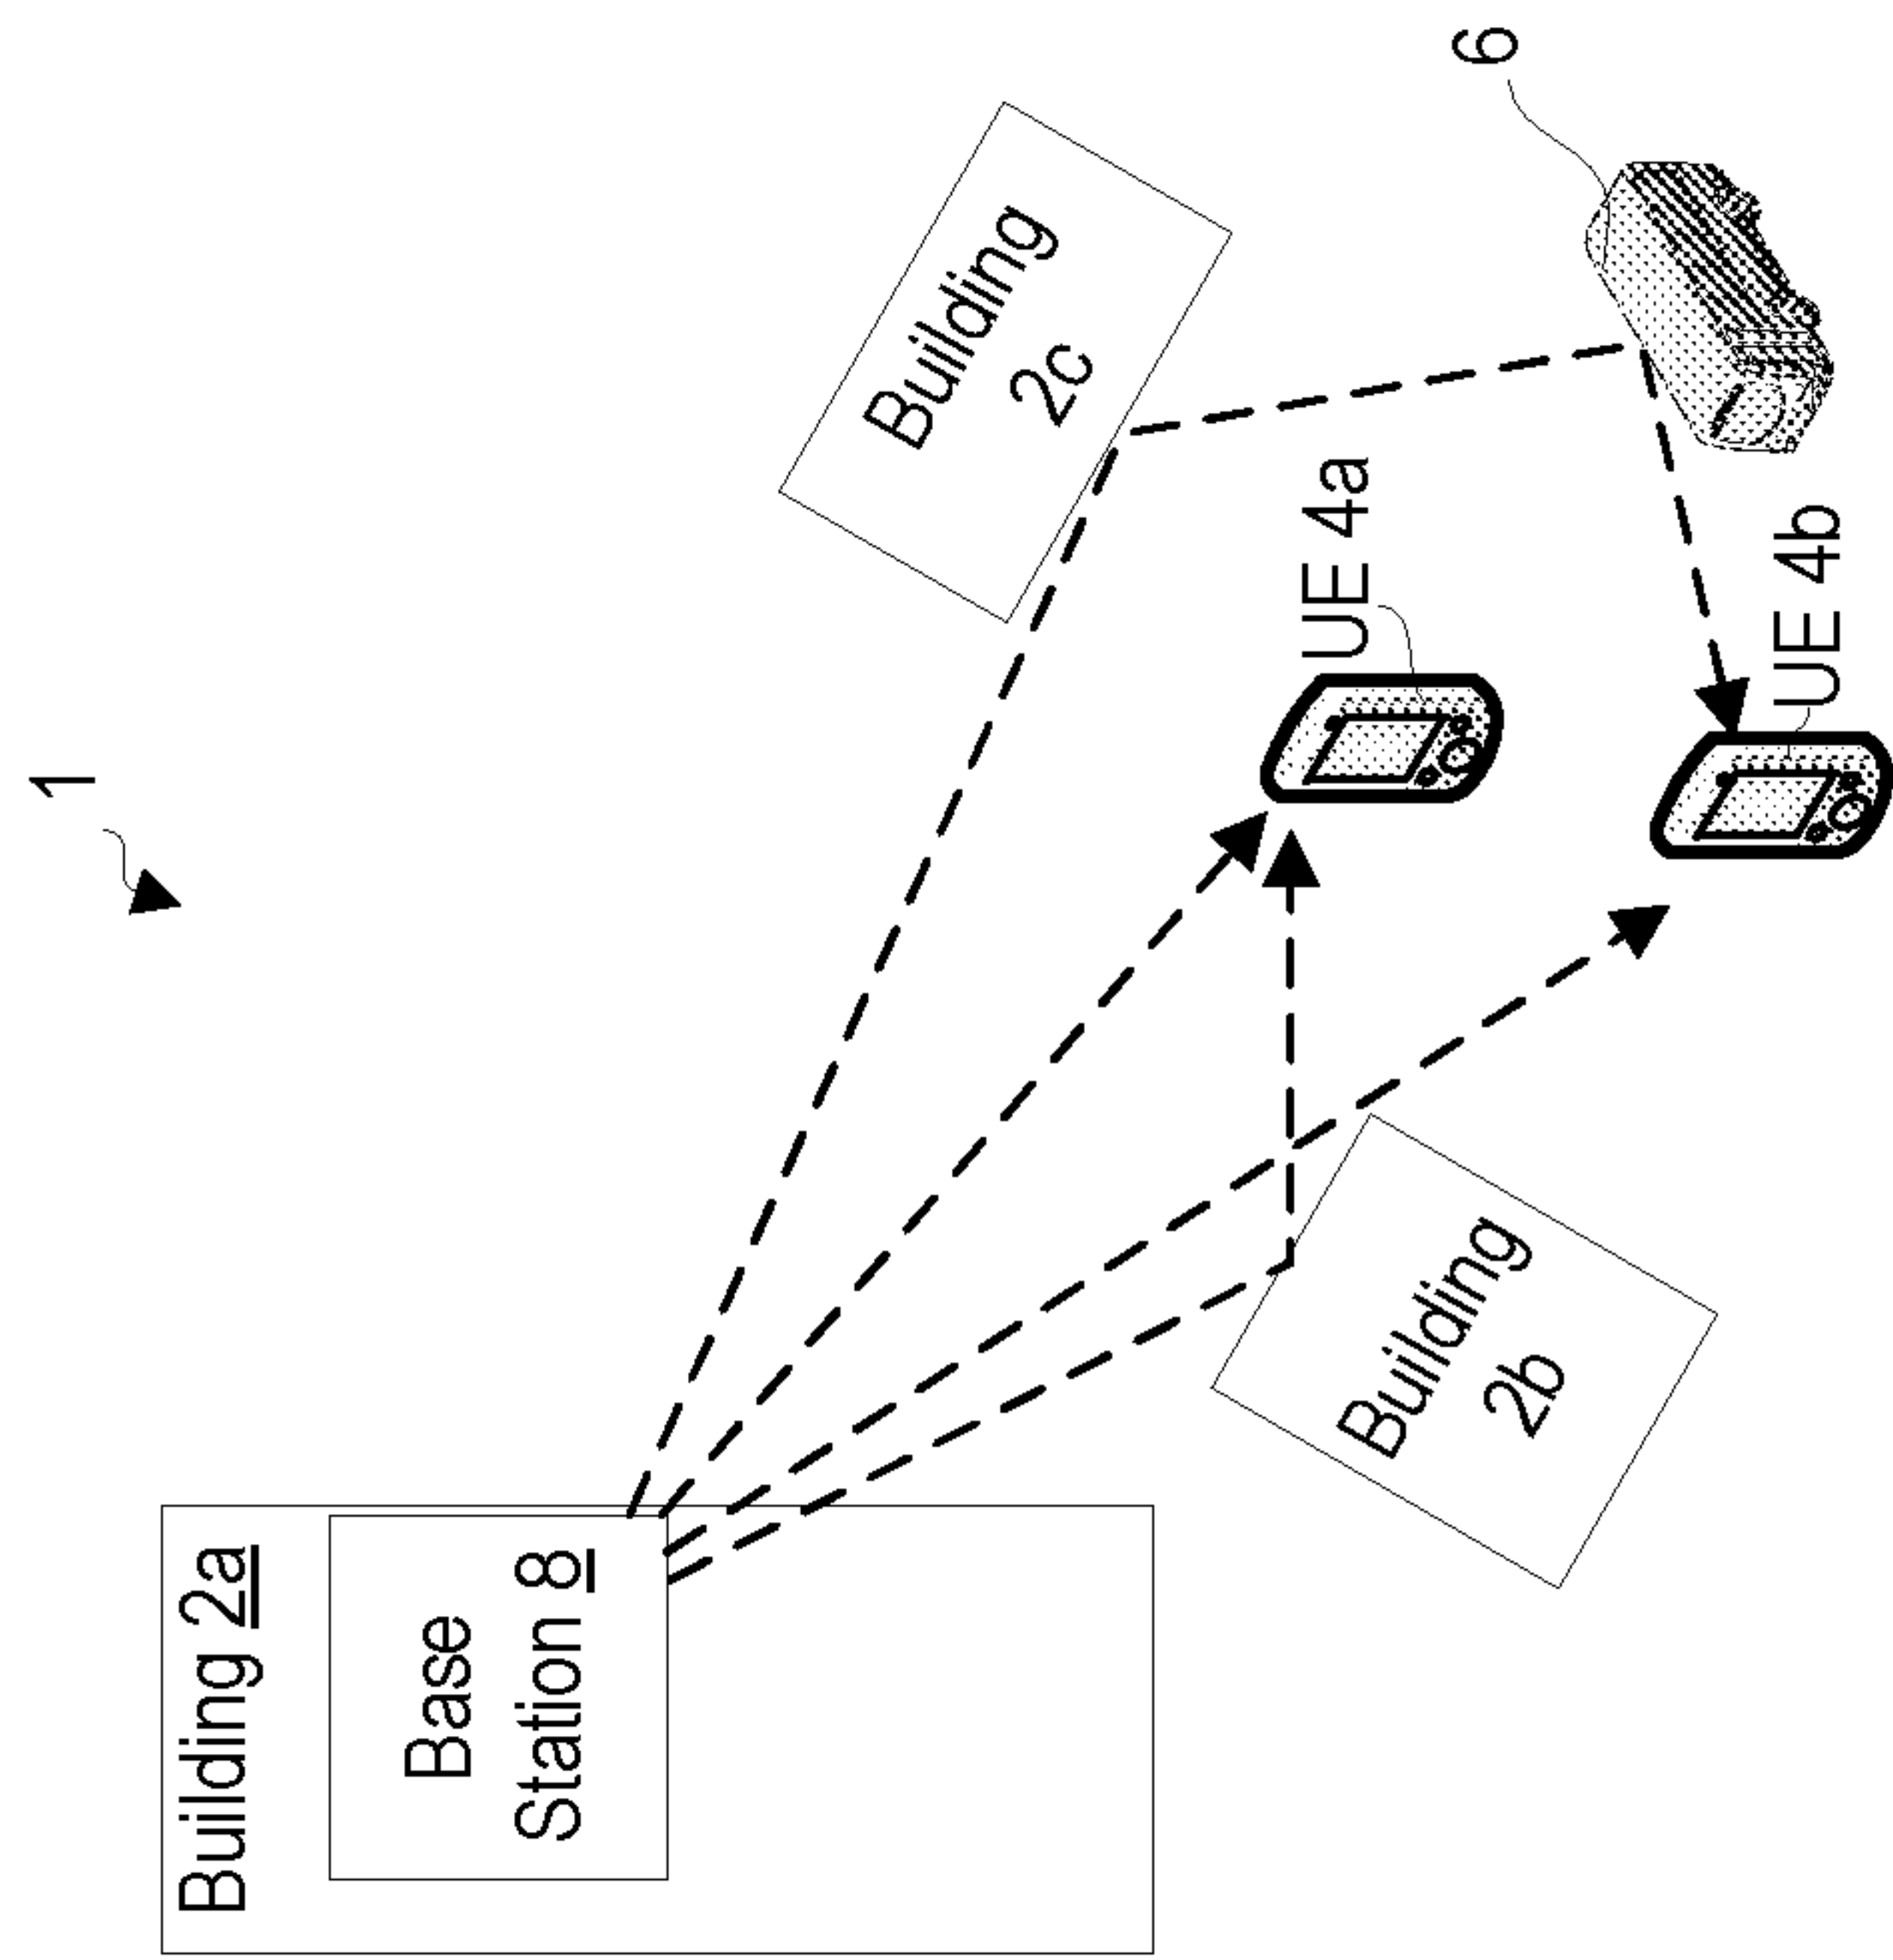 1
Building 2a
Base
Station 8
Building
2c
6
UE 4a
UE 4b
Building
2b